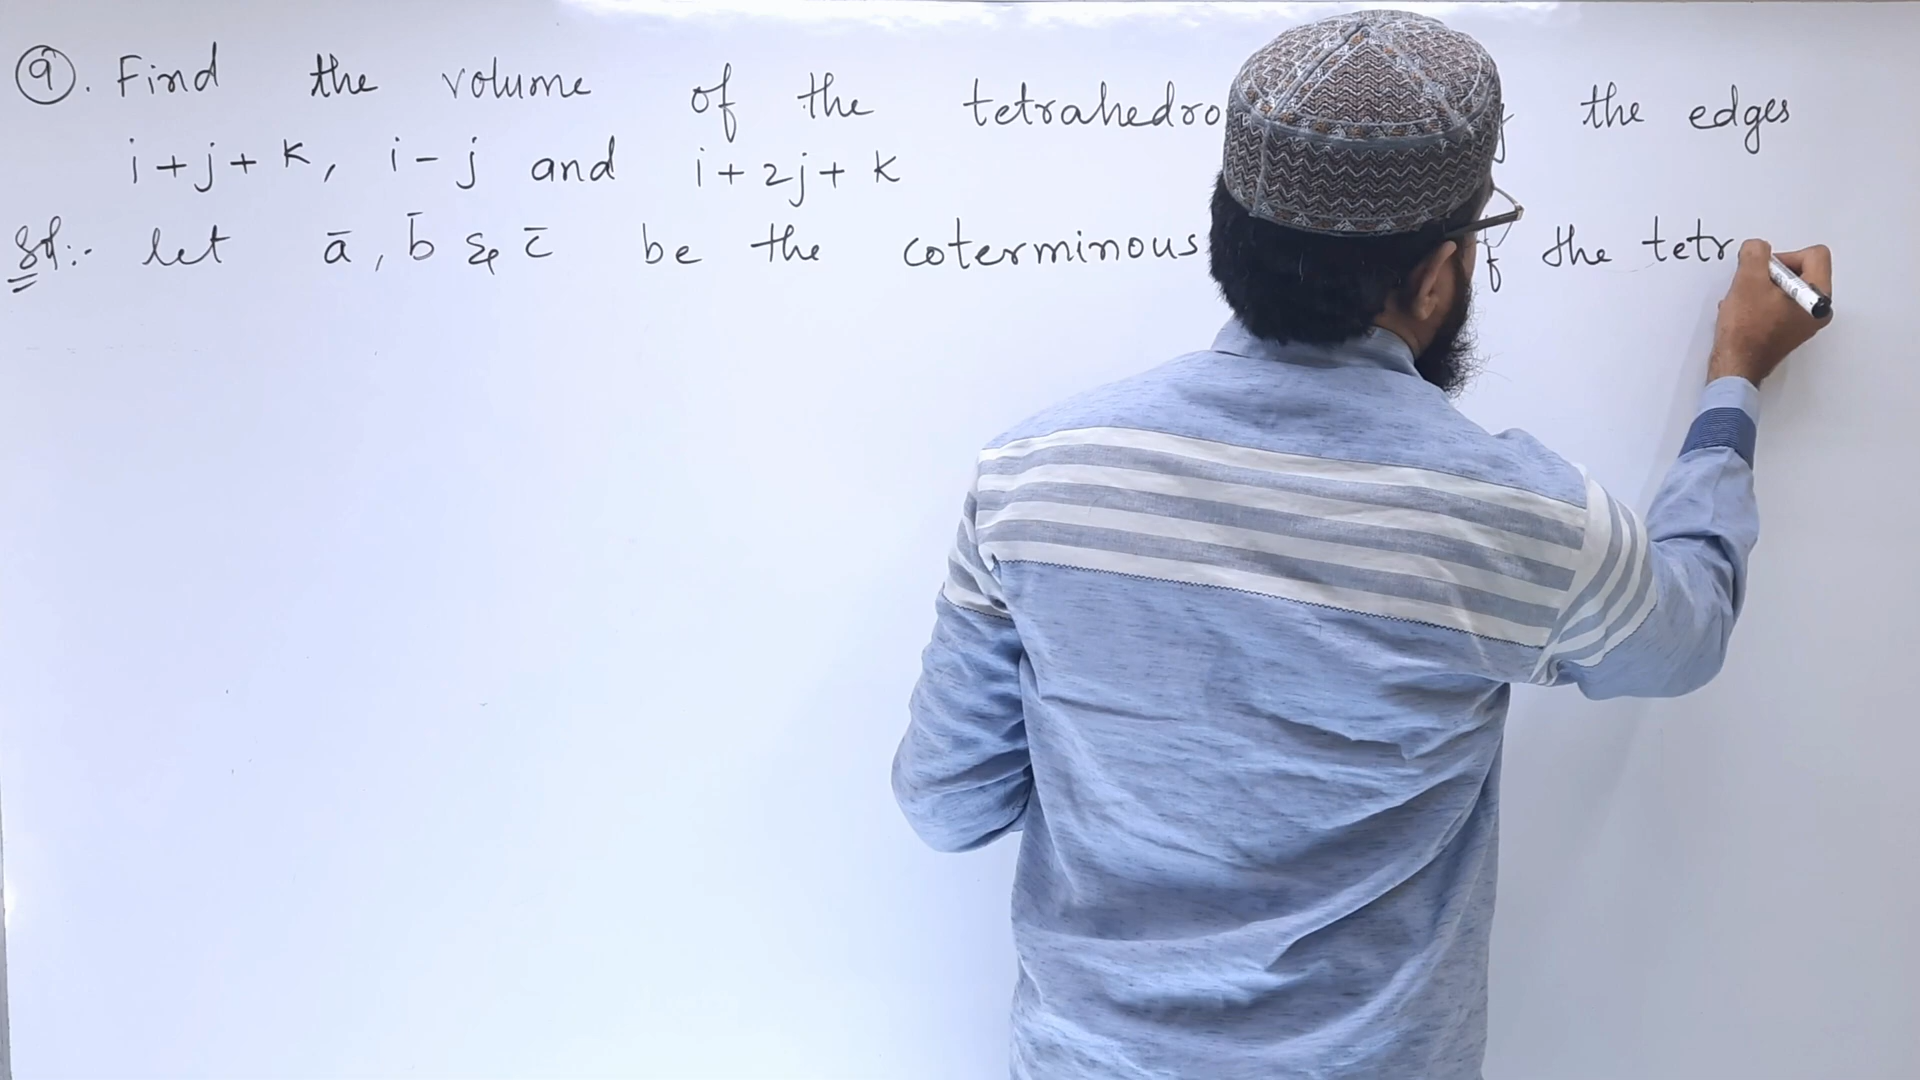 9. Find the volume of the tetrahedro the edges
i+j+k, i-j and i+2j+k
Sol:- let ā, b̄ & c̄ be the coterminous f the tetr